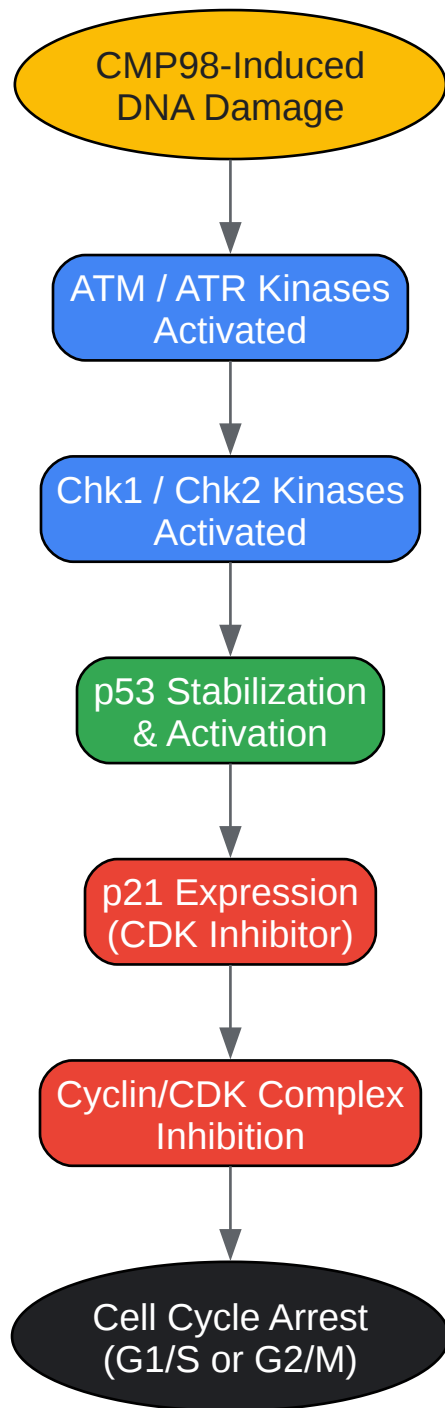 CMP98-Induced
DNA Damage
ATM / ATR Kinases
Activated
Chk1 / Chk2 Kinases
Activated
p53 Stabilization
& Activation
p21 Expression
(CDK Inhibitor)
Cyclin/CDK Complex
Inhibition
Cell Cycle Arrest
(G1/S or G2/M)